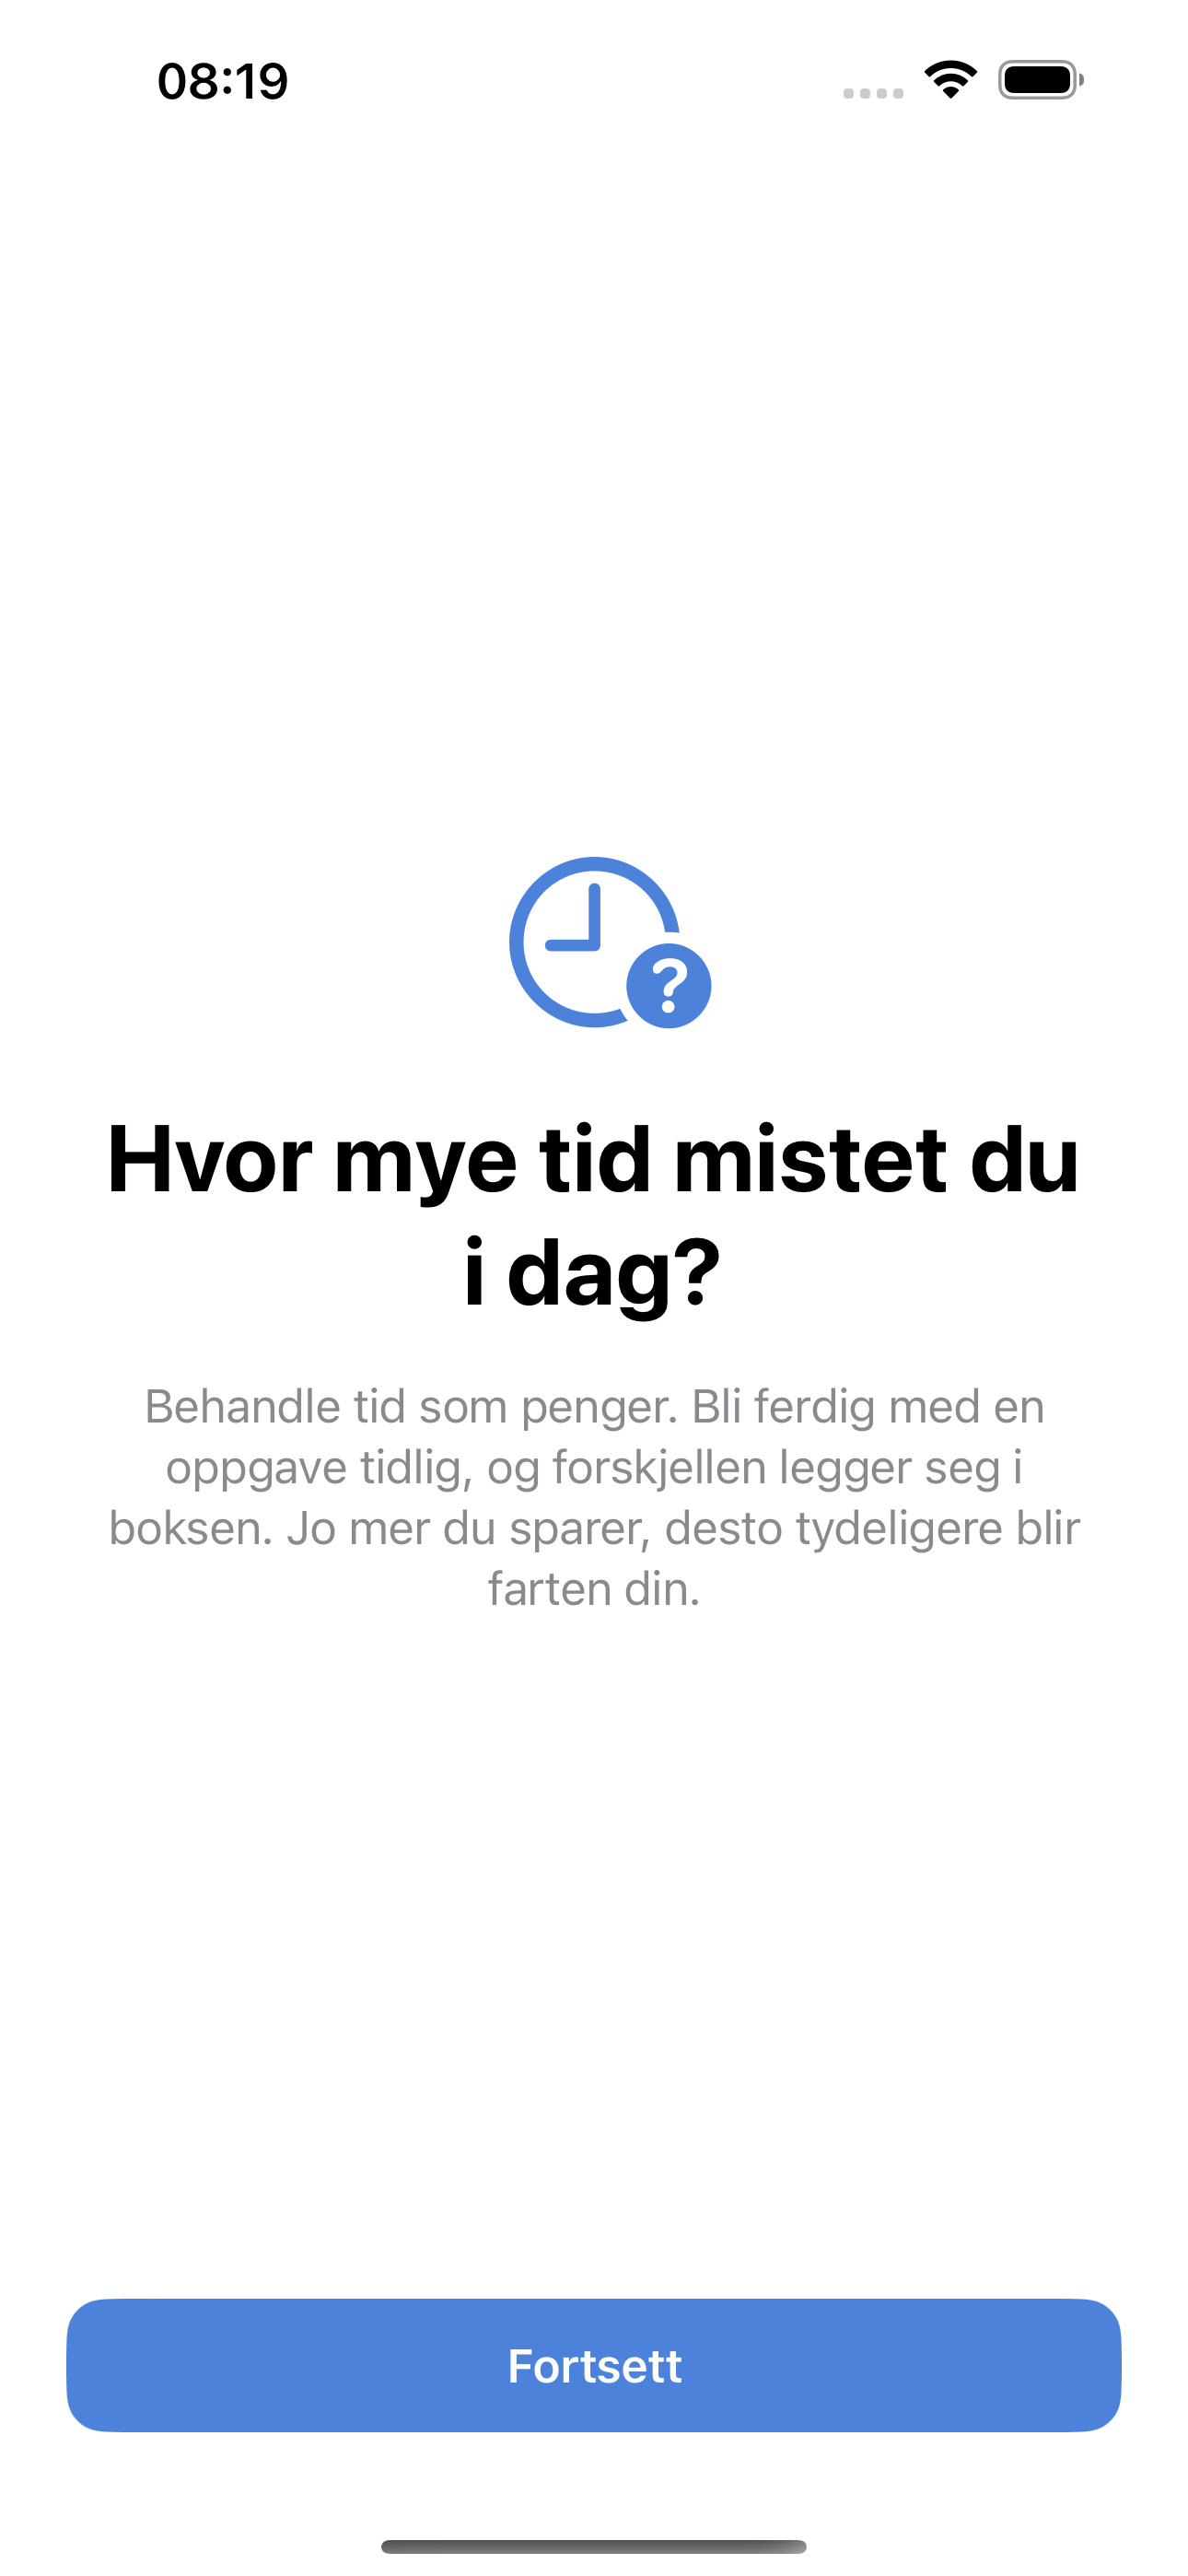 08:19
?
Hvor mye tid mistet du
i dag?
Behandle tid som penger. Bli ferdig med en
oppgave tidlig, og forskjellen legger seg i
boksen. Jo mer du sparer, desto tydeligere blir
farten din.
Fortsett